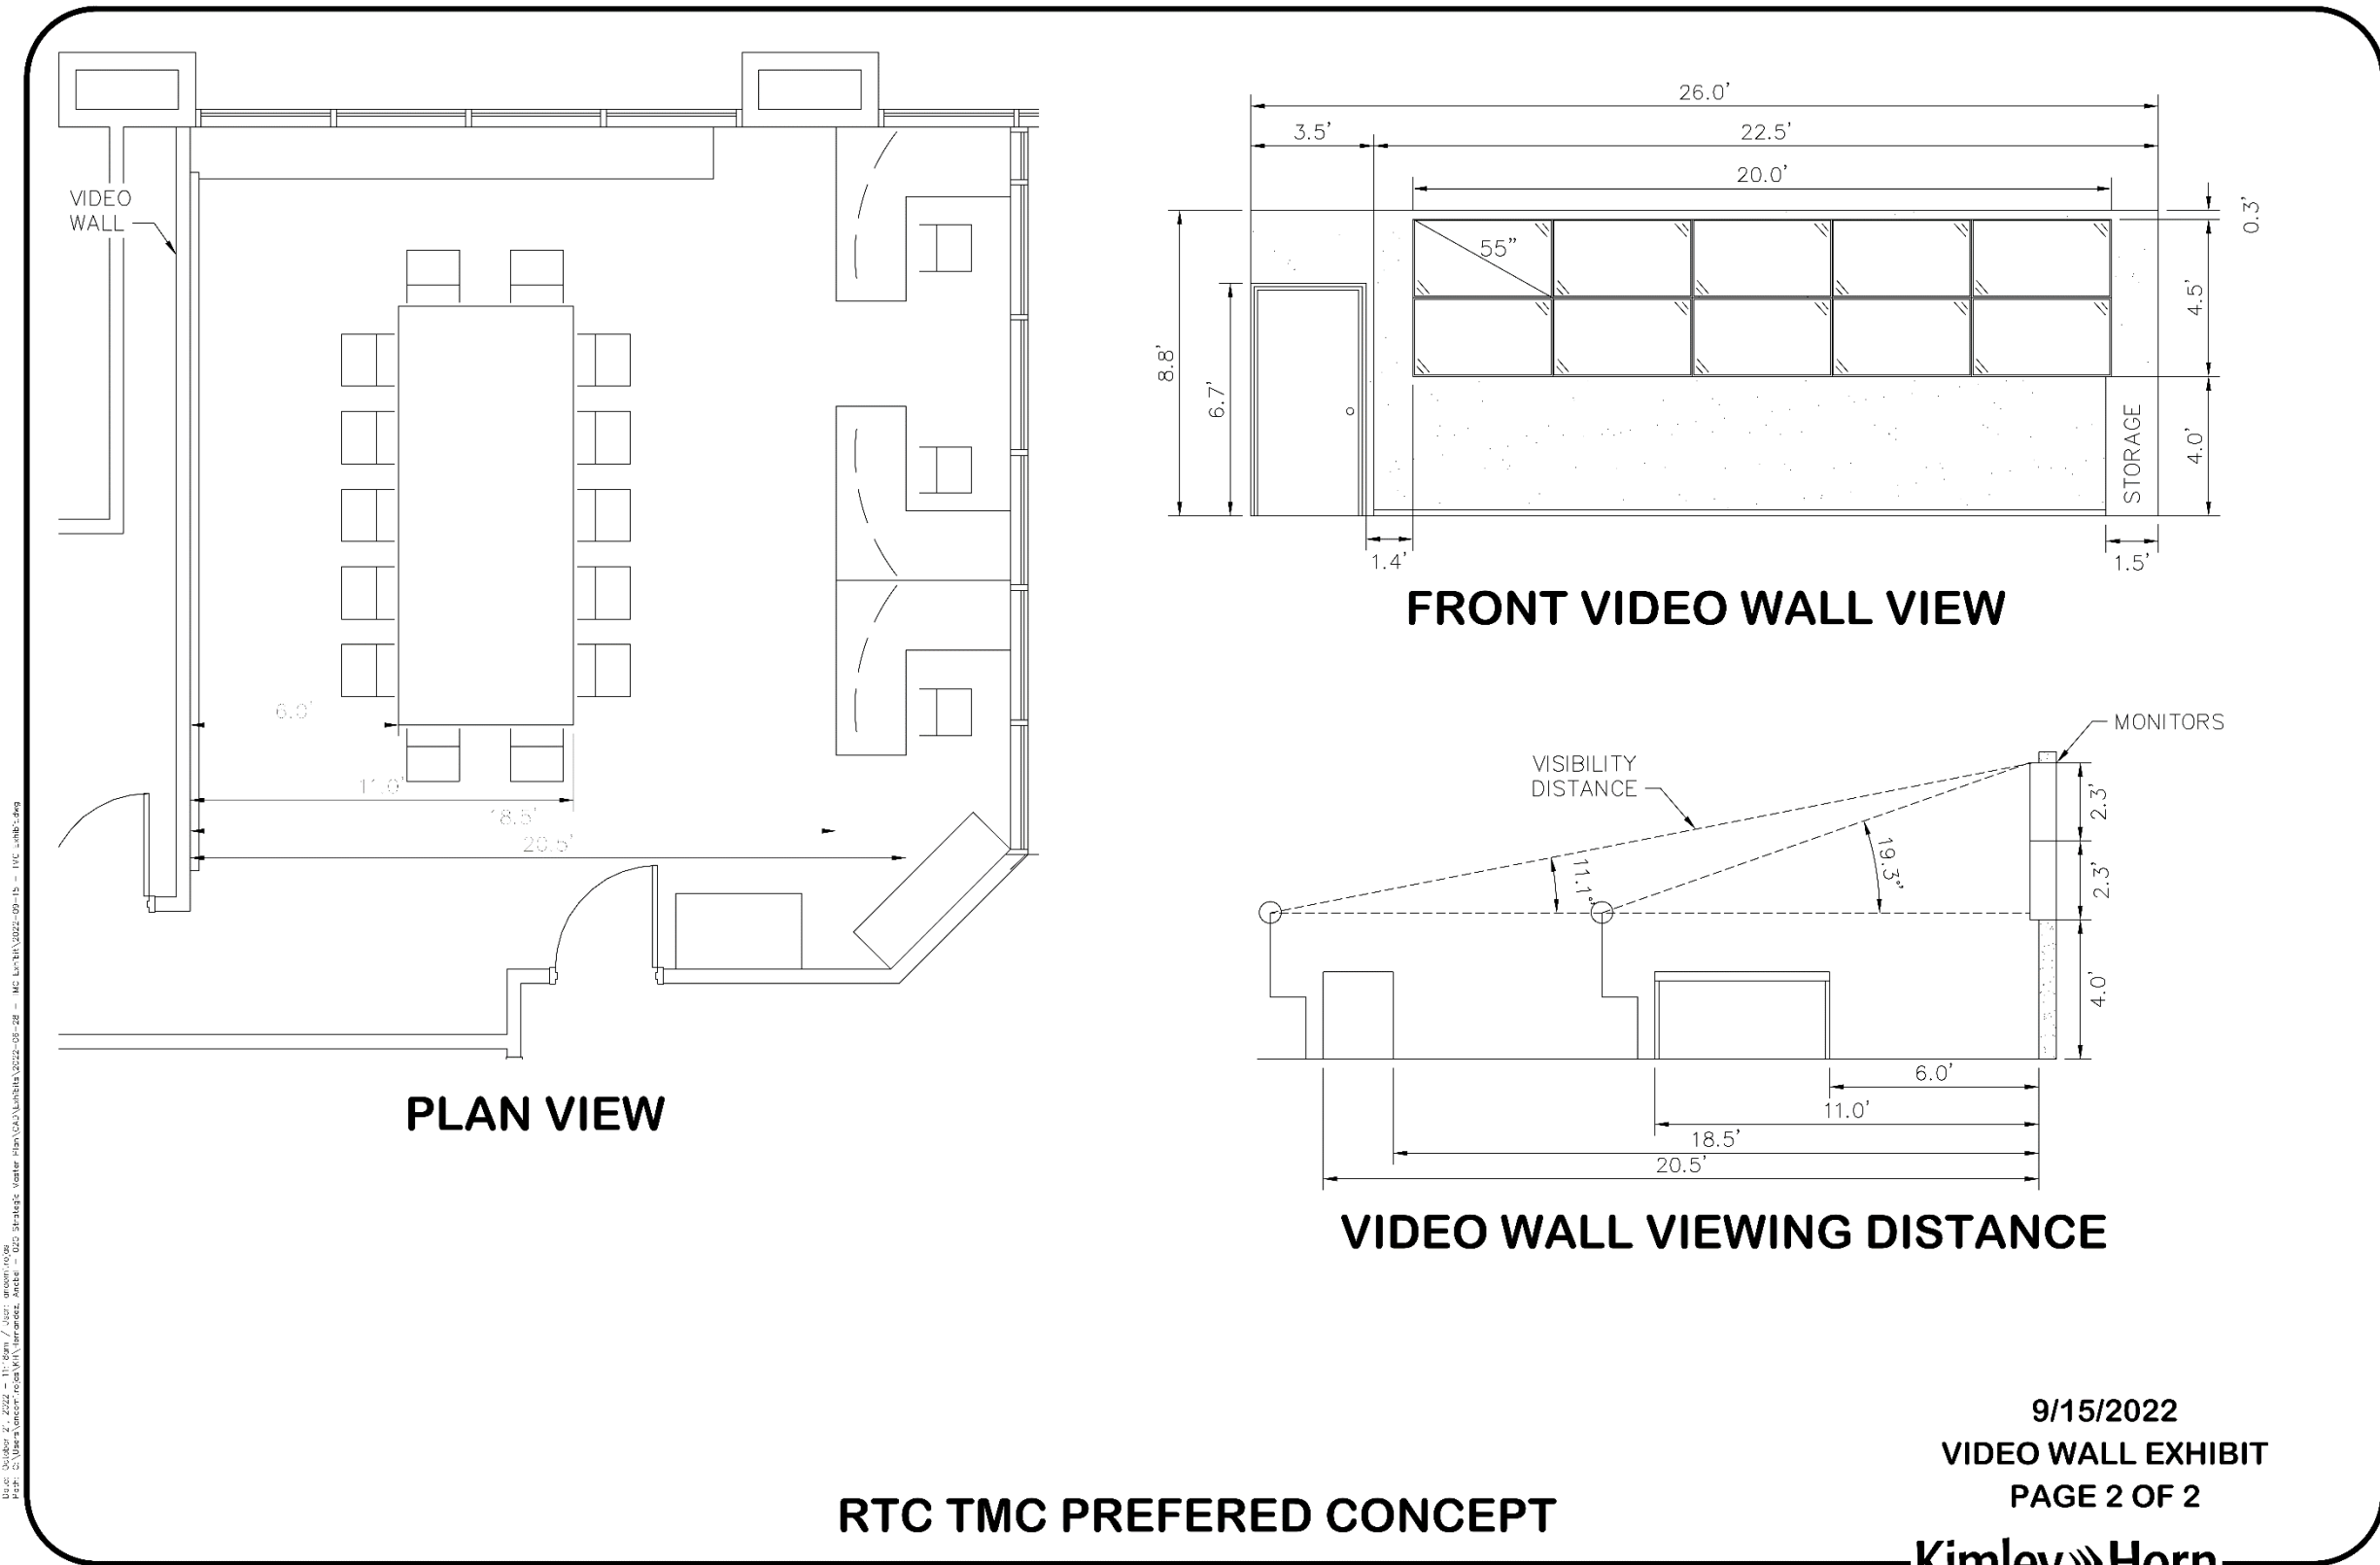 VIDEO
WALL
6.0'
11.0'
18.5'
20.5'
PLAN VIEW
26.0'
3.5'
22.5'
20.0'
0.3'
55"
4.5'
8.8'
6.7'
STORAGE
4.0'
1.4'
1.5'
FRONT VIDEO WALL VIEW
MONITORS
VISIBILITY
DISTANCE
2.3'
11.1°
19.3°
2.3'
4.0'
6.0'
11.0'
18.5'
20.5'
VIDEO WALL VIEWING DISTANCE
9/15/2022
VIDEO WALL EXHIBIT
PAGE 2 OF 2
RTC TMC PREFERED CONCEPT
Kimley Horn